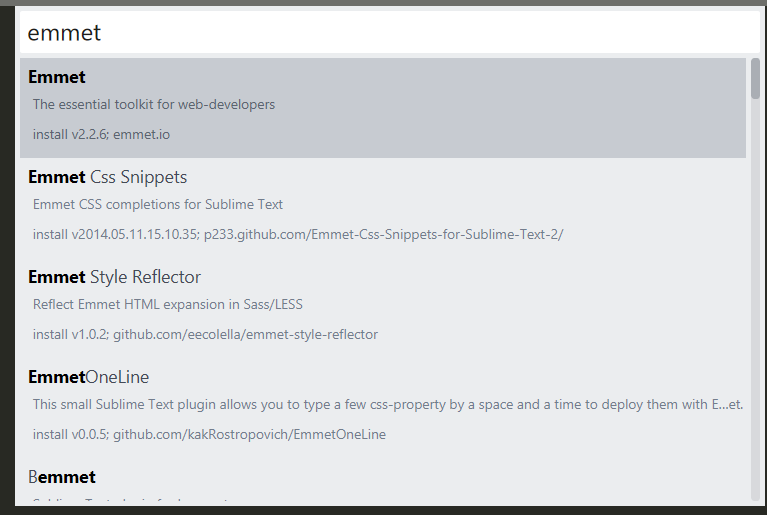 emmet
Emmet
The essential toolkit for web-developers
install v2.2.6; emmet.io
Emmet Css Snippets
Emmet CSS completions for Sublime Text
install v2014.05.11.15.10.35; p233.github.com/Emmet-Css-Snippets-for-Sublime-Text-2/
Emmet Style Reflector
Reflect Emmet HTML expansion in Sass/LESS
install v1.0.2; github.com/eecolella/emmet-style-reflector
EmmetOneLine
This small Sublime Text plugin allows you to type a few css-property by a space and a time to deploy them with E...et.
install v0.0.5; github.com/kakRostropovich/EmmetOneLine
Bemmet